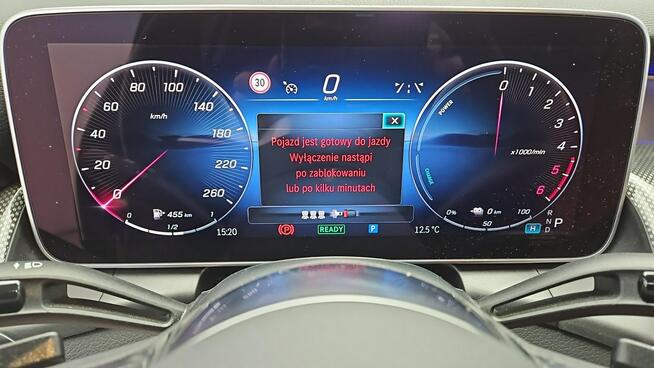 30
0
km/h
x
Pojazd jest gotowy do jazdy
Wyłączenie nastąpi
po zablokowaniu
lub po kilku minutach
0
20
60
80
100
140
180
220
260
km/h
455 km
0
1/2
1
15:20
(P)
READY
P
12.5 °C
POWER
CHARGE
0
1
2
3
4
5
6
x1000/min
0 km
0%
50
100
R
N
D
P
H